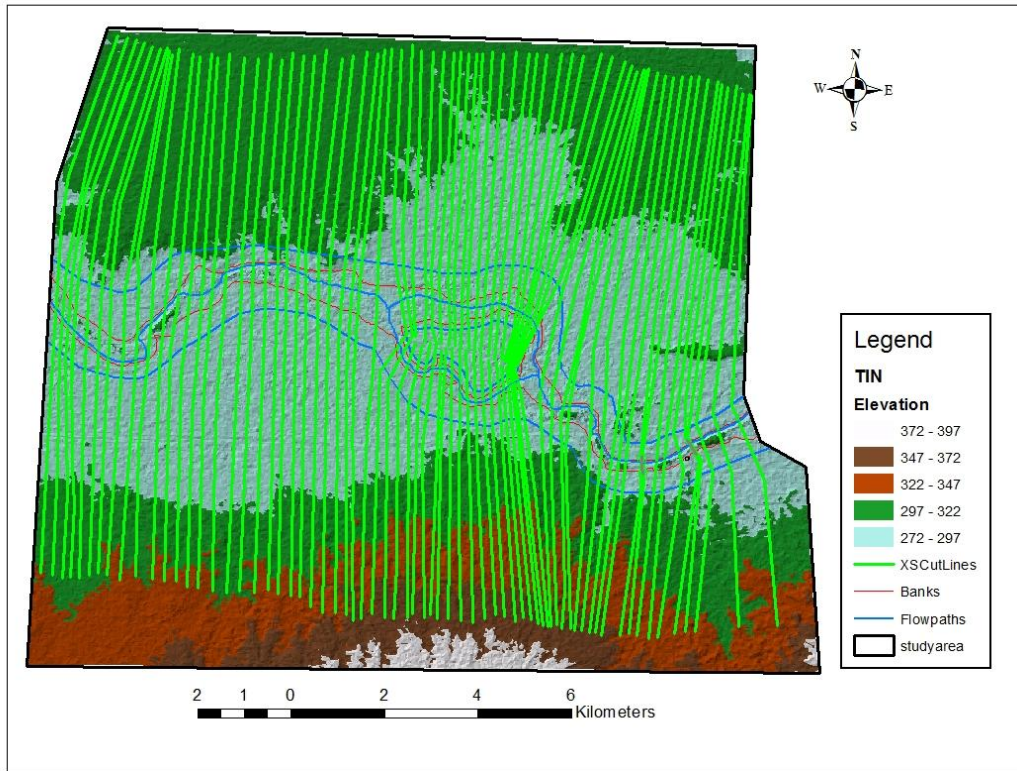 N
W E
S
Legend
TIN
Elevation
372 - 397
347 - 372
322 - 347
297 - 322
272 - 297
XSCutLines
Banks
Flowpaths
studyarea
2 1 0 2 4 6
Kilometers